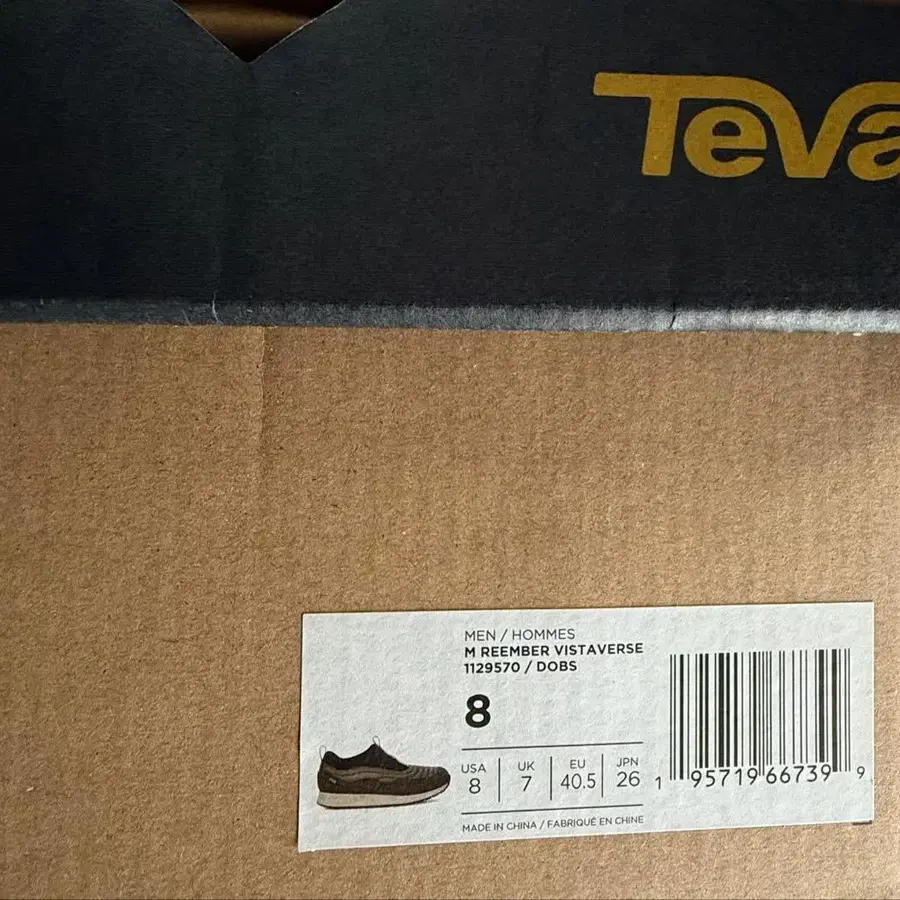 Teva
MEN / HOMMES
M REEMBER VISTAVERSE
1129570 / DOBS
8
USA UK EU JPN
8 7 40.5 26
MADE IN CHINA / FABRIQUÉ EN CHINE
1 95719 66739 9